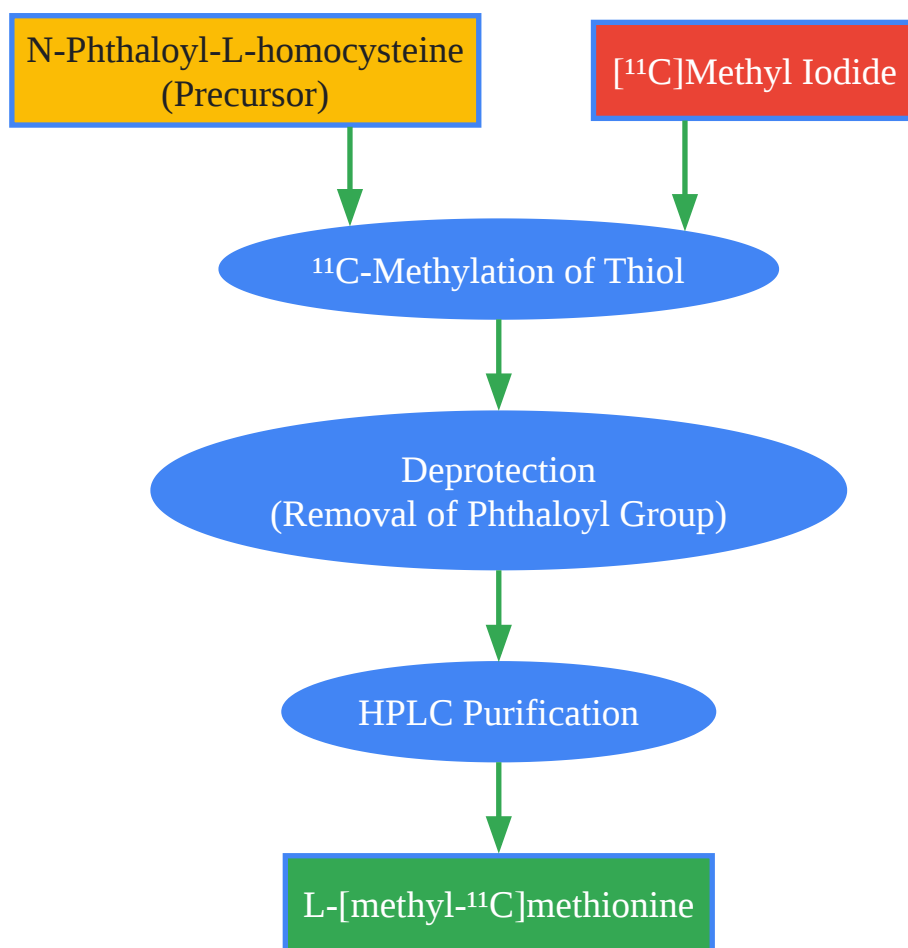 N-Phthaloyl-L-homocysteine
(Precursor)
[¹¹C]Methyl Iodide
¹¹C-Methylation of Thiol
Deprotection
(Removal of Phthaloyl Group)
HPLC Purification
L-[methyl-¹¹C]methionine